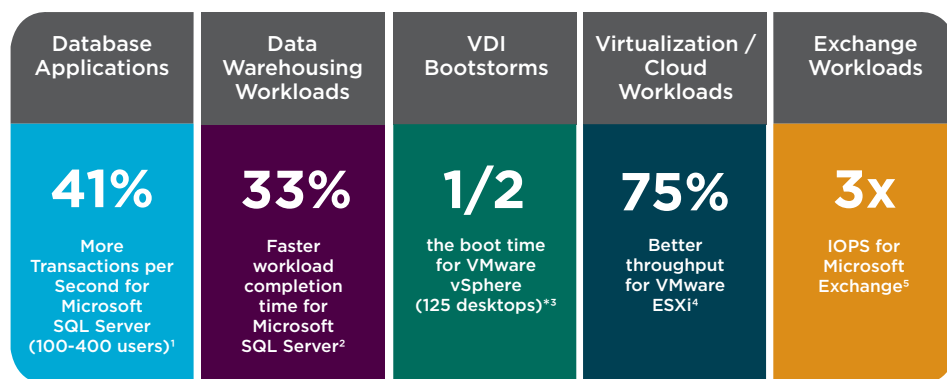 Database
Applications
41%
More
Transactions per
Second for
Microsoft
SQL Server
(100-400 users)¹
Data
Warehousing
Workloads
33%
Faster
workload
completion
time for
Microsoft
SQL Server²
VDI
Bootstorms
1/2
the boot time
for VMware
vSphere
(125 desktops)*³
Virtualization /
Cloud
Workloads
75%
Better
throughput
for VMware
ESXi⁴
Exchange
Workloads
3x
IOPS for
Microsoft
Exchange⁵